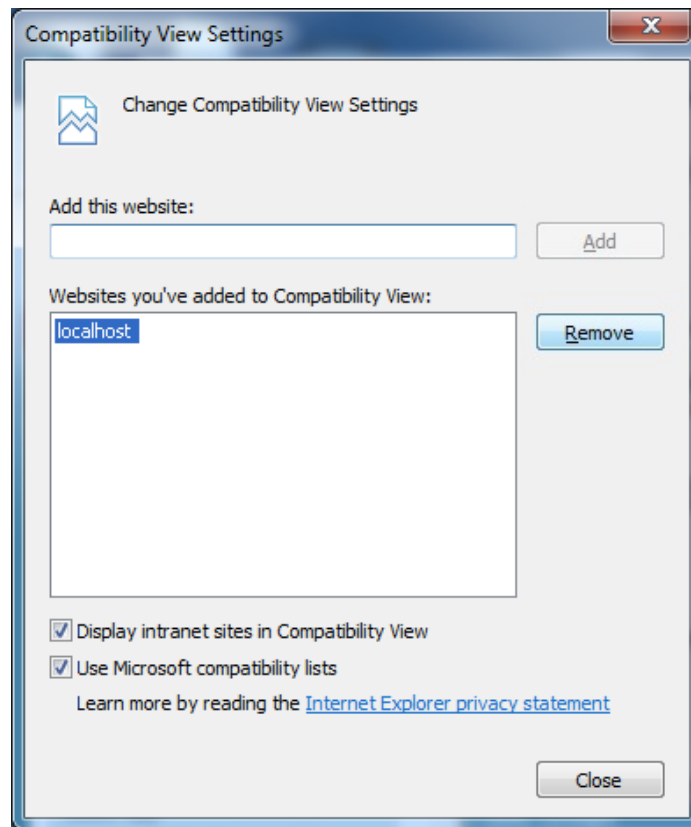 Compatibility View Settings
Change Compatibility View Settings
Add this website:
Add
Websites you've added to Compatibility View:
localhost
Remove
Display intranet sites in Compatibility View
Use Microsoft compatibility lists
Learn more by reading the Internet Explorer privacy statement
Close